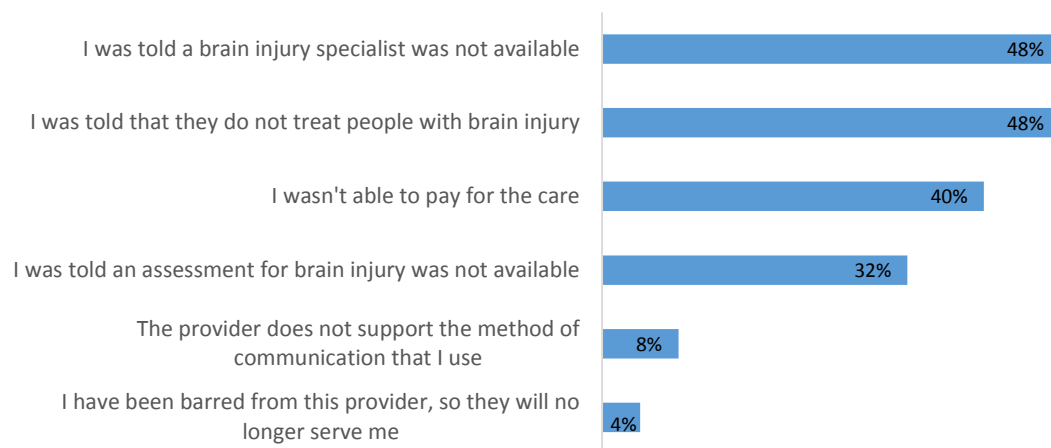 I was told a brain injury specialist was not available 48%
I was told that they do not treat people with brain injury 48%
I wasn't able to pay for the care 40%
I was told an assessment for brain injury was not available 32%
The provider does not support the method of
communication that I use 8%
I have been barred from this provider, so they will no
longer serve me 4%